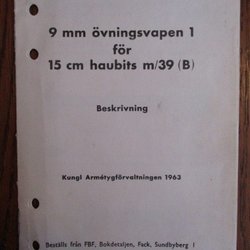 9 mm övningsvapen 1
för
15 cm haubits m/39 (B)
Beskrivning
Kungl Armétygförvaltningen 1963
Beställs från FBF, Bokdetaljen, Fack, Sundbyberg 1